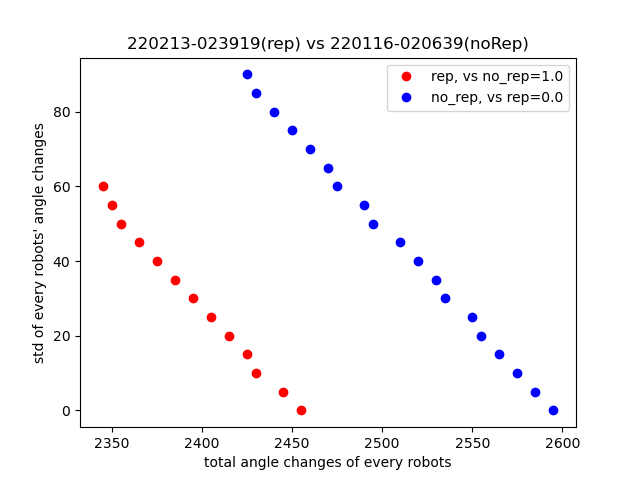 220213-023919(rep) vs 220116-020639(noRep)
rep, vs no_rep=1.0
no_rep, vs rep=0.0
std of every robots' angle changes
80
60
40
20
0
2350 2400 2450 2500 2550 2600
total angle changes of every robots